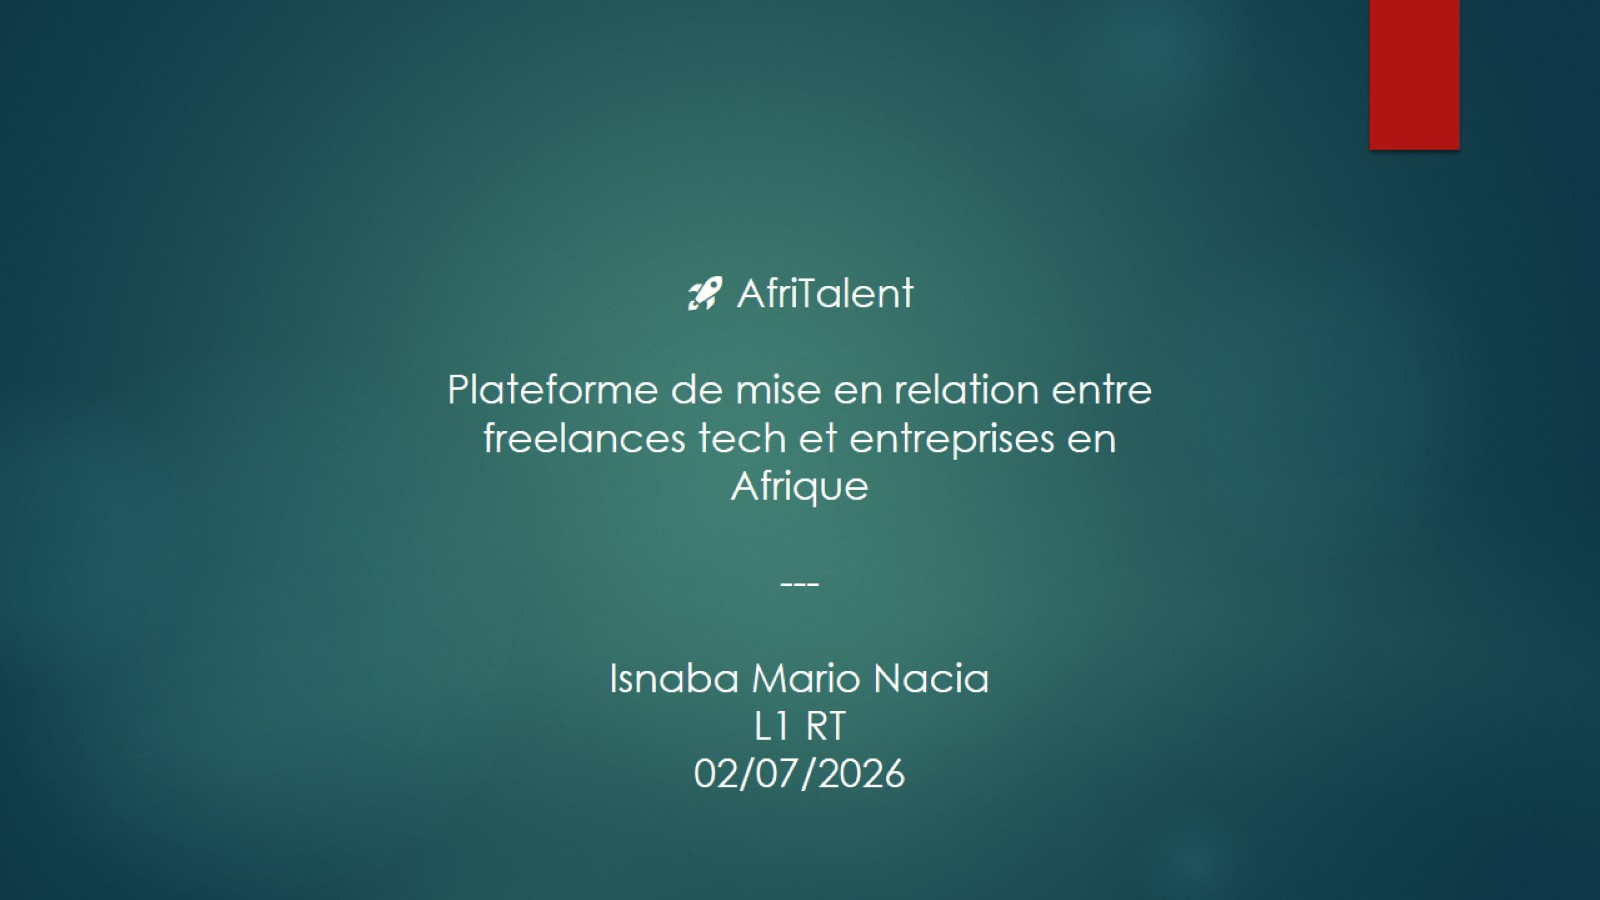 🚀 AfriTalent
Plateforme de mise en relation entre
freelances tech et entreprises en
Afrique
---
Isnaba Mario Nacia
L1 RT
02/07/2026